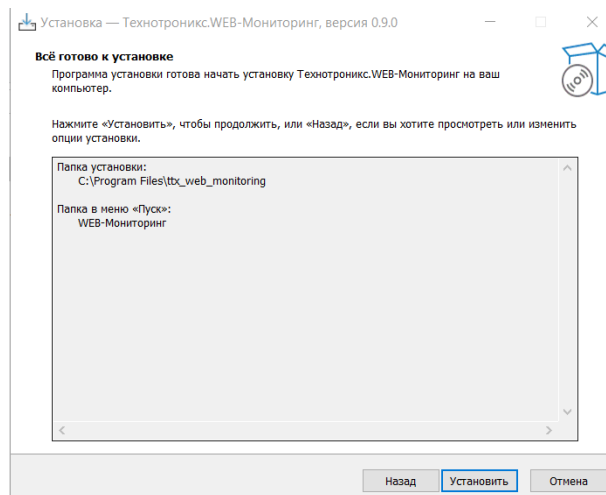 Установка — Технотроникс.WEB-Мониторинг, версия 0.9.0
Всё готово к установке
Программа установки готова начать установку Технотроникс.WEB-Мониторинг на ваш
компьютер.
Нажмите «Установить», чтобы продолжить, или «Назад», если вы хотите просмотреть или изменить
опции установки.
Папка установки:
C:\Program Files\ttx_web_monitoring
Папка в меню «Пуск»:
WEB-Мониторинг
Назад Установить Отмена